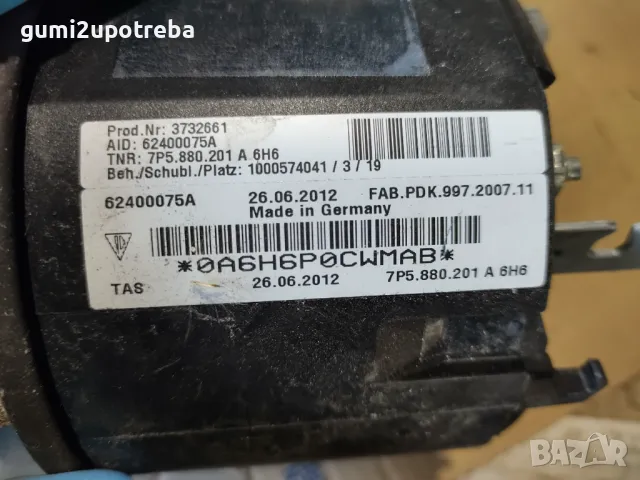 gumi2upotreba
Prod.Nr: 3732661
AID: 62400075A
TNR: 7P5.880.201 A 6H6
Beh./Schubl./Platz: 1000574041 / 3 / 19
62400075A 26.06.2012 FAB.PDK.997.2007.11
Made in Germany
*0A6H6P0CWMAB*
TAS 26.06.2012 7P5.880.201 A 6H6
BAZAR
bg